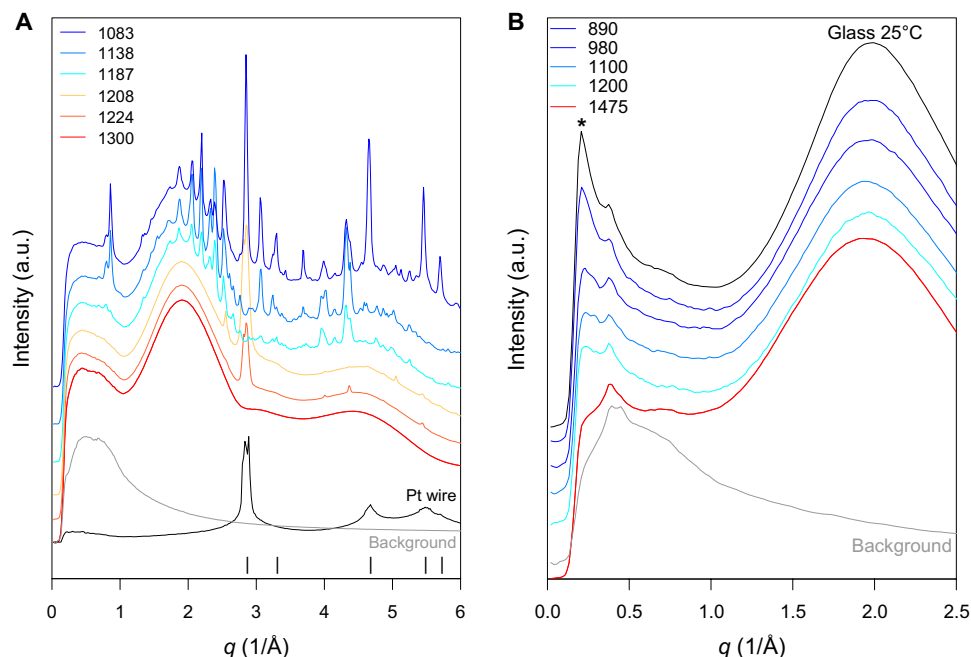 A
1083
1138
1187
1208
1224
1300
Intensity (a.u.)
Pt wire
Background
0 1 2 3 4 5 6
q (1/Å)
B
890
980
1100
1200
1475
Glass 25°C
*
Intensity (a.u.)
Background
0.0 0.5 1.0 1.5 2.0 2.5
q (1/Å)